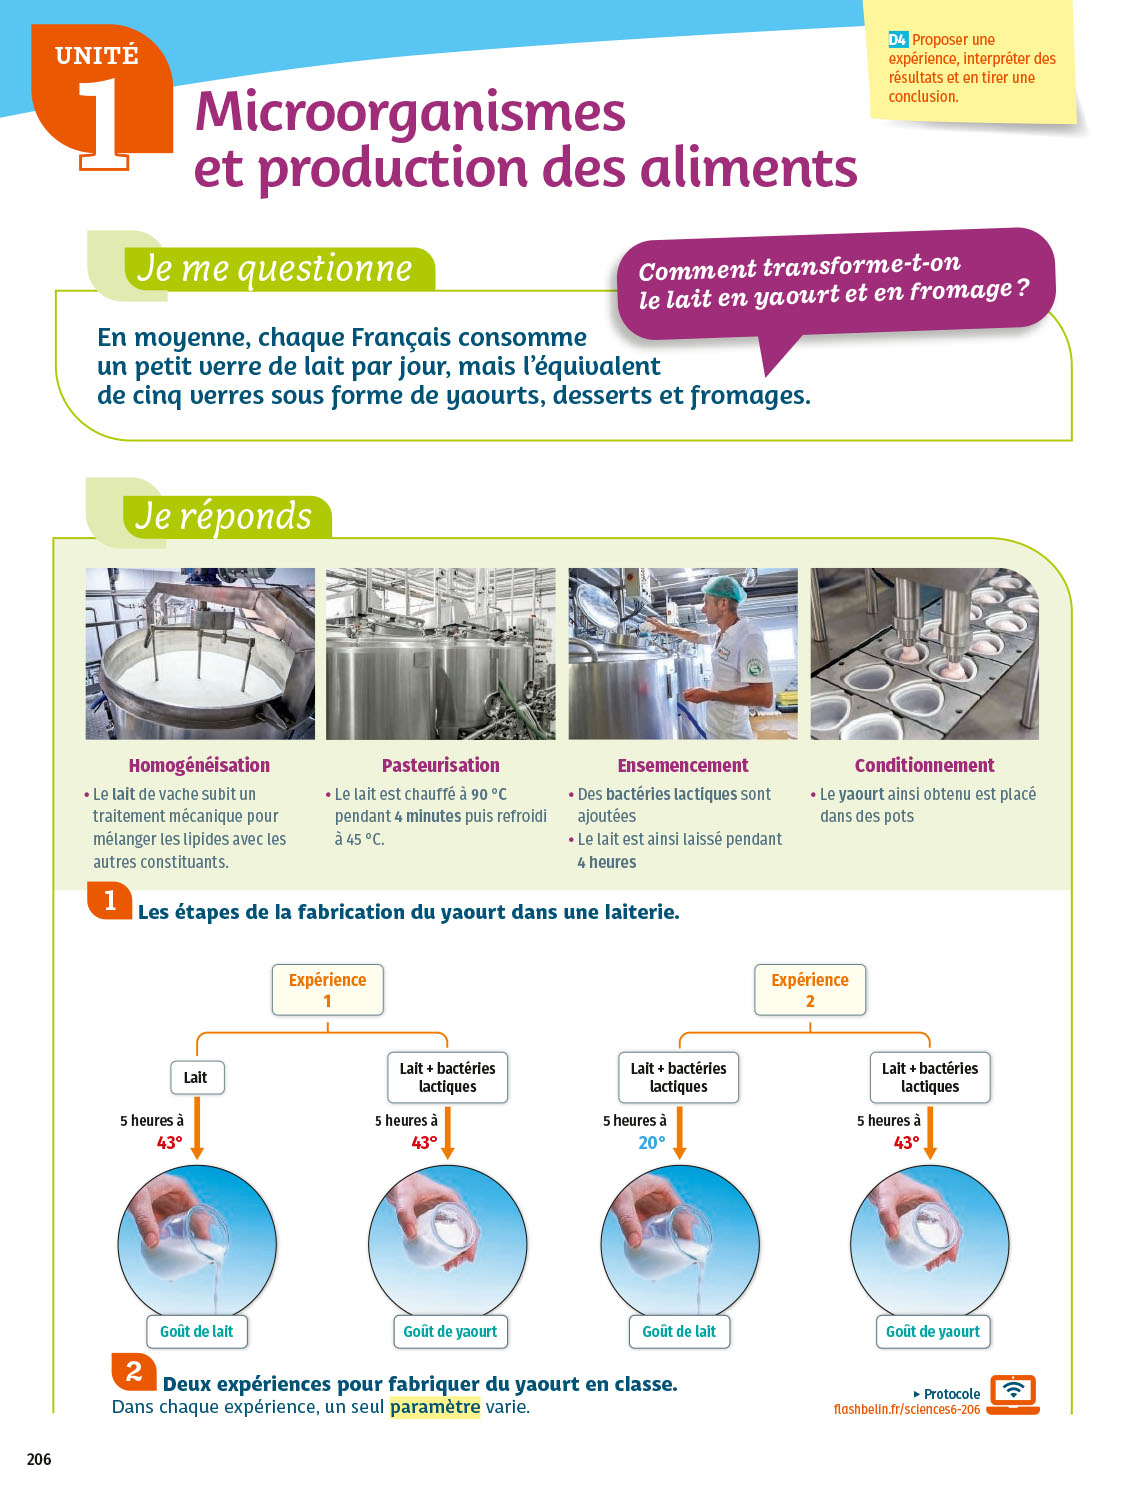 UNITÉ
1
D4 Proposer une
expérience, interpréter des
résultats et en tirer une
conclusion.
Microorganismes
et production des aliments
Je me questionne
Comment transforme-t-on
le lait en yaourt et en fromage ?
En moyenne, chaque Français consomme
un petit verre de lait par jour, mais l'équivalent
de cinq verres sous forme de yaourts, desserts et fromages.
Je réponds
Homogénéisation
• Le lait de vache subit un
traitement mécanique pour
mélanger les lipides avec les
autres constituants.
Pasteurisation
• Le lait est chauffé à 90 °C
pendant 4 minutes puis refroidi
à 45 °C.
Ensemencement
• Des bactéries lactiques sont
ajoutées
• Le lait est ainsi laissé pendant
4 heures
Conditionnement
• Le yaourt ainsi obtenu est placé
dans des pots
1 Les étapes de la fabrication du yaourt dans une laiterie.
Expérience
1
Lait
5 heures à
43°
Goût de lait
Lait + bactéries
lactiques
5 heures à
43°
Goût de yaourt
Expérience
2
Lait + bactéries
lactiques
5 heures à
20°
Goût de lait
Lait + bactéries
lactiques
5 heures à
43°
Goût de yaourt
2 Deux expériences pour fabriquer du yaourt en classe.
Dans chaque expérience, un seul paramètre varie.
▸ Protocole
flashbelin.fr/sciences6-206
206